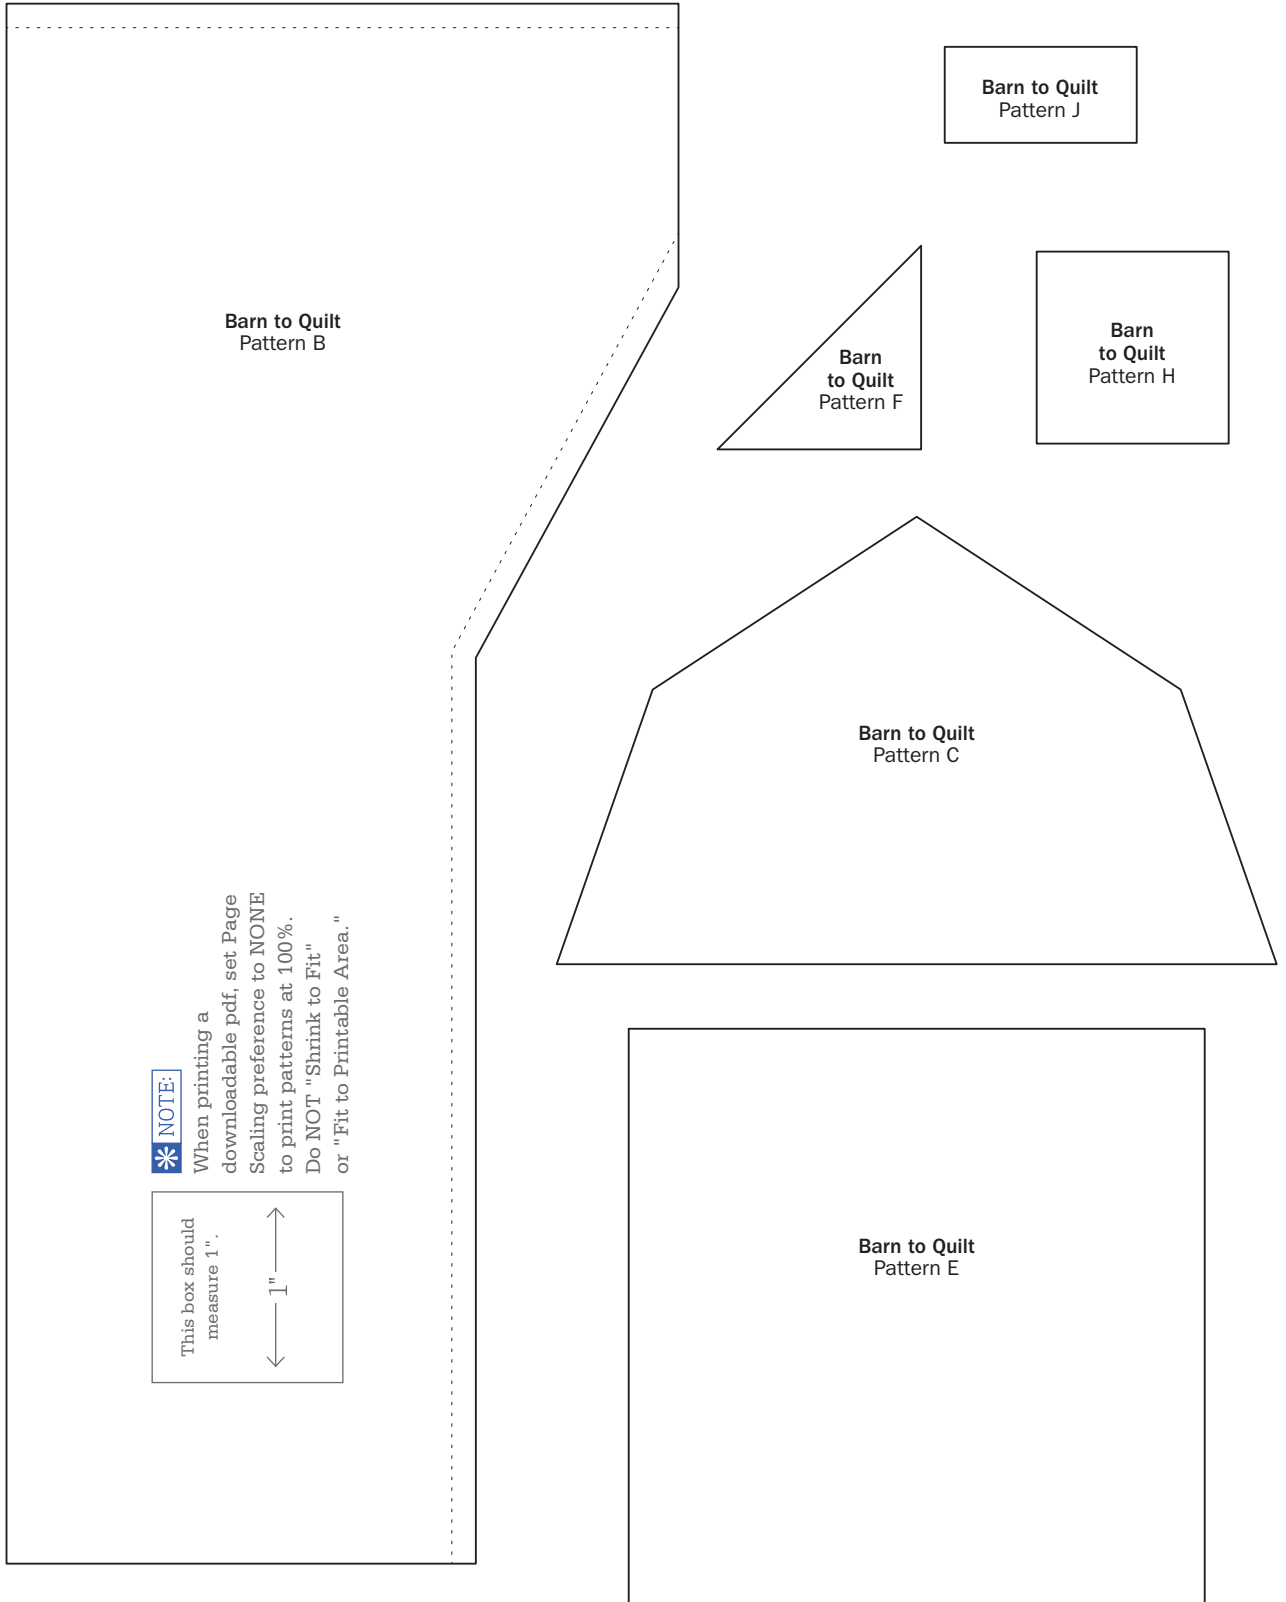 Barn to Quilt
Pattern J
Barn to Quilt
Pattern B
Barn
to Quilt
Pattern F
Barn
to Quilt
Pattern H
Barn to Quilt
Pattern C
NOTE:
When printing a
downloadable pdf, set Page
Scaling preference to NONE
to print patterns at 100%.
Do NOT "Shrink to Fit"
or "Fit to Printable Area."
This box should
measure 1".
1"
Barn to Quilt
Pattern E